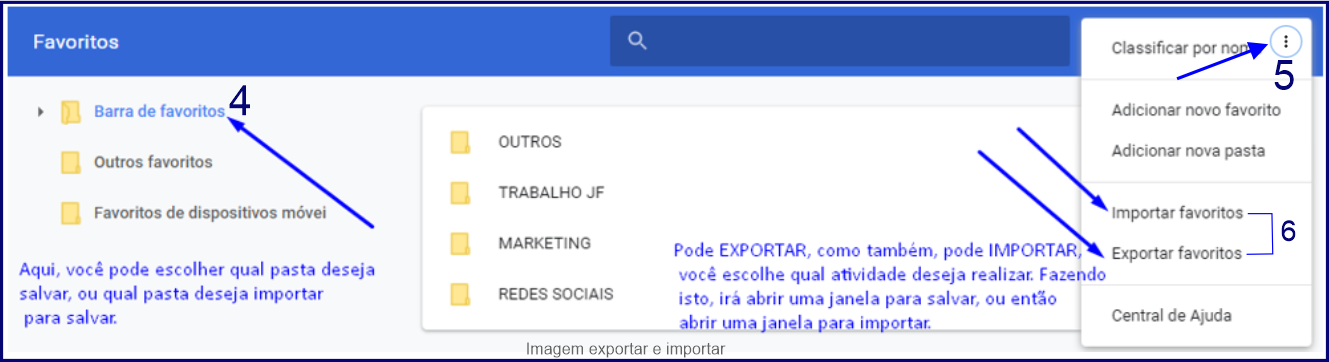 Favoritos
Classificar por nom
5
Barra de favoritos
4
Outros favoritos
Favoritos de dispositivos móvei
Aqui, você pode escolher qual pasta deseja
salvar, ou qual pasta deseja importar
para salvar.
OUTROS
TRABALHO JF
MARKETING
REDES SOCIAIS
Pode EXPORTAR, como também, pode IMPORTAR,
você escolhe qual atividade deseja realizar. Fazendo
isto, irá abrir uma janela para salvar, ou então
abrir uma janela para importar.
Adicionar novo favorito
Adicionar nova pasta
Importar favoritos
6
Exportar favoritos
Central de Ajuda
Imagem exportar e importar